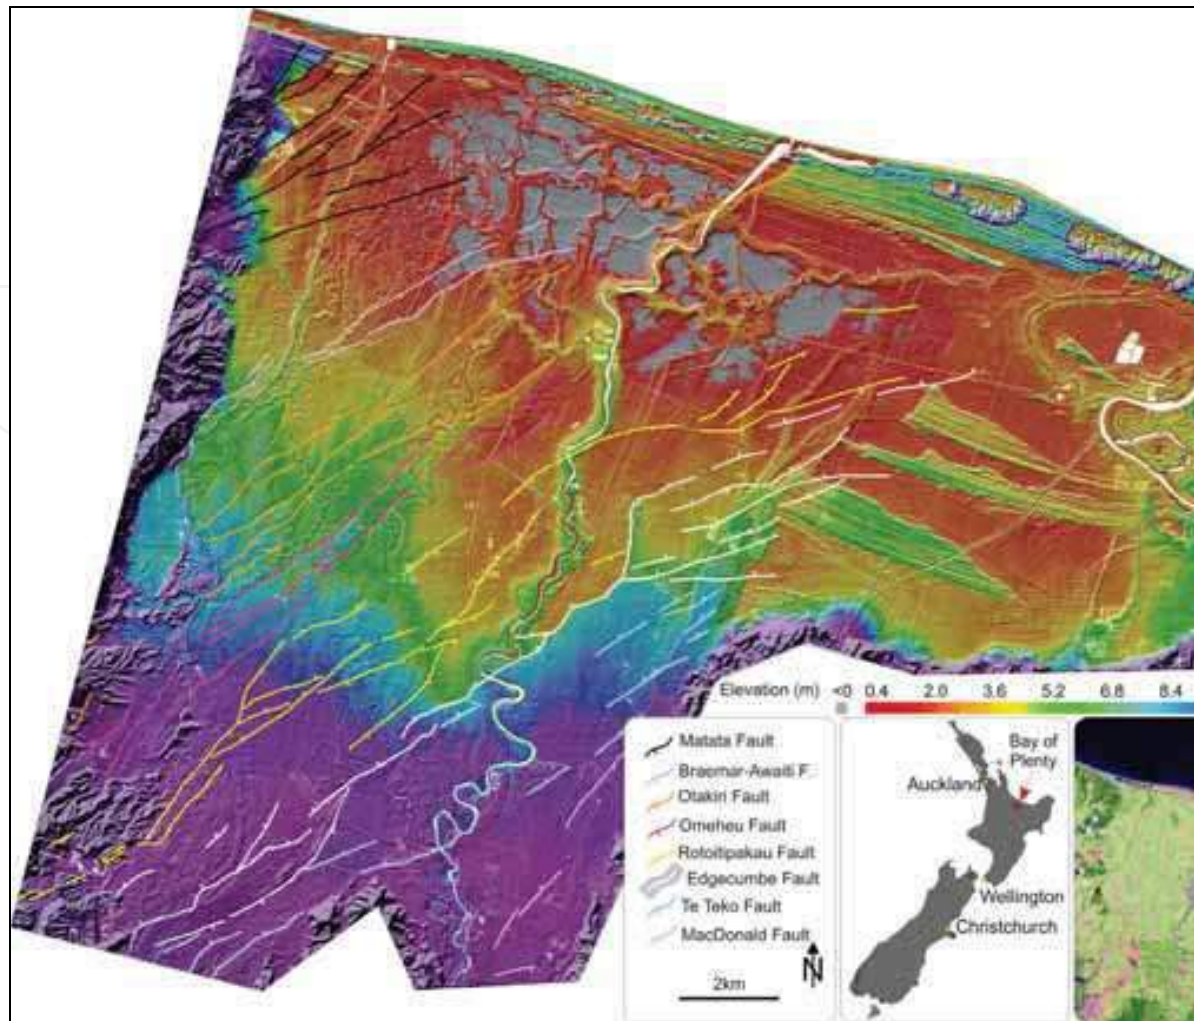 Elevation (m) <0 0.4 2.0 3.6 5.2 6.8 8.4
Matata Fault
Braemar-Awaiti F.
Otakiri Fault
Omeheu Fault
Rotoitipakau Fault
Edgecumbe Fault
Te Teko Fault
MacDonald Fault
N
2km
Bay of
Plenty
Auckland
Wellington
Christchurch